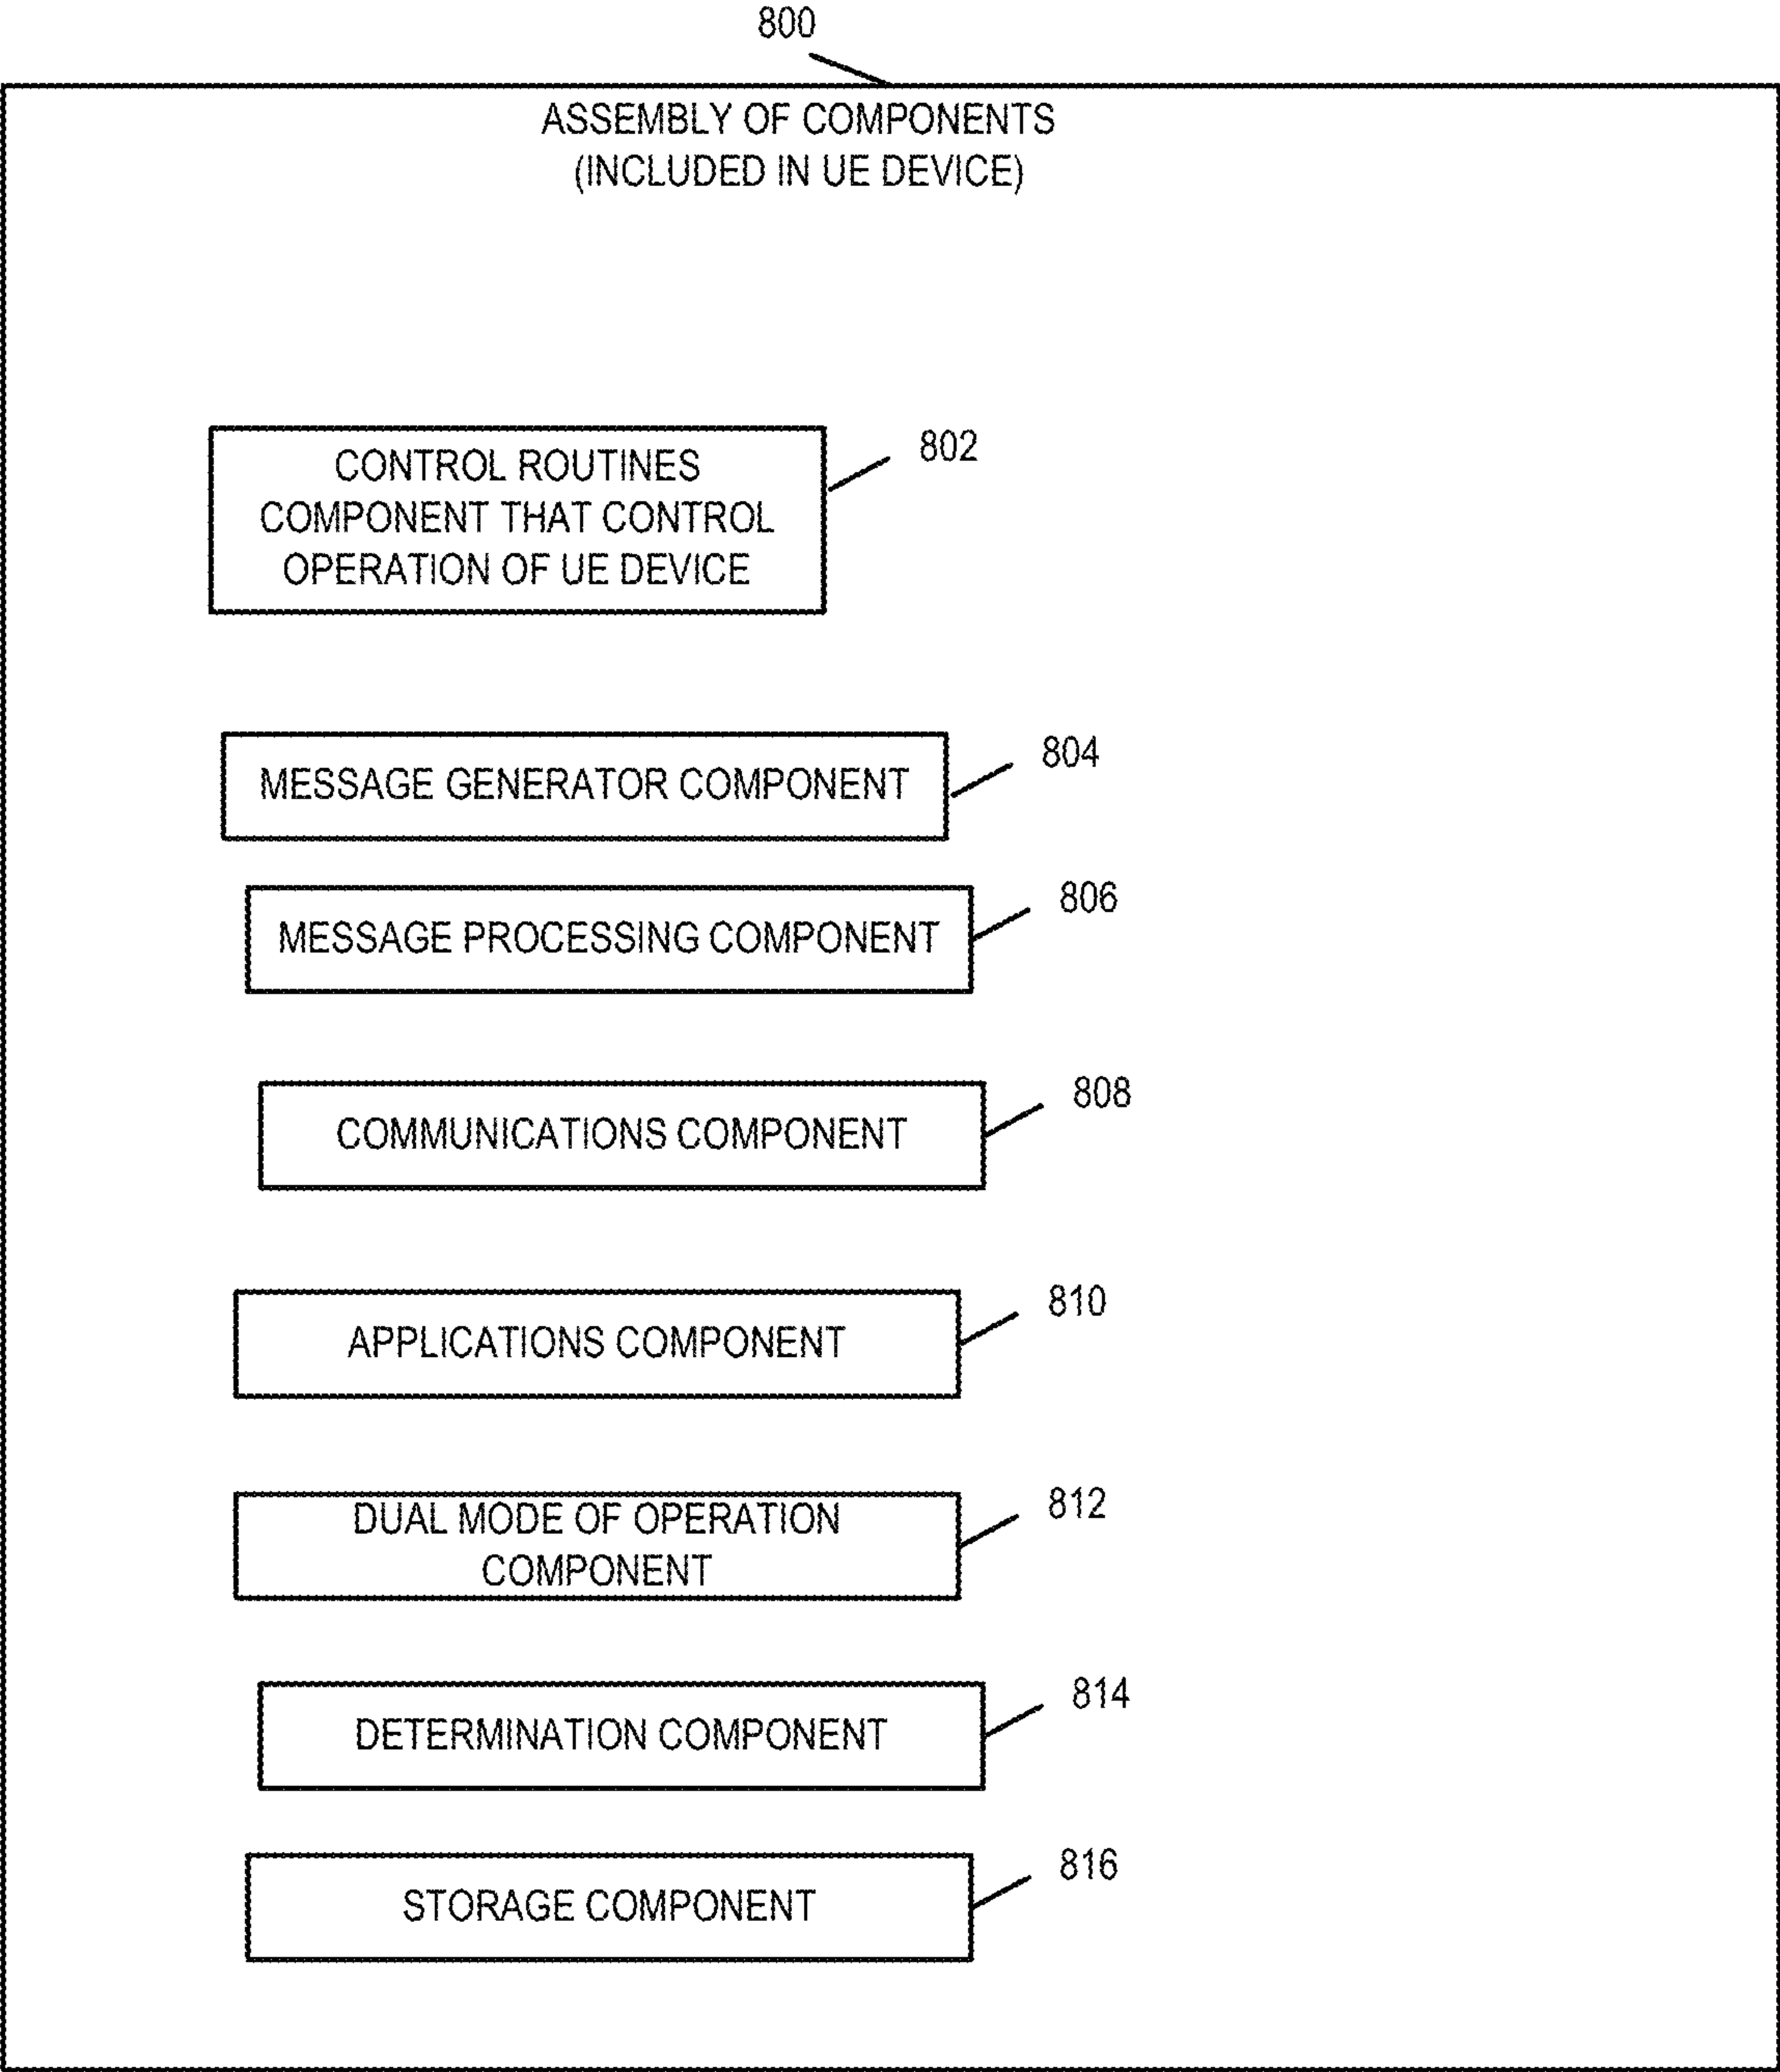 800
ASSEMBLY OF COMPONENTS
(INCLUDED IN UE DEVICE)
CONTROL ROUTINES
COMPONENT THAT CONTROL
OPERATION OF UE DEVICE
802
MESSAGE GENERATOR COMPONENT
804
MESSAGE PROCESSING COMPONENT
806
COMMUNICATIONS COMPONENT
808
APPLICATIONS COMPONENT
810
DUAL MODE OF OPERATION
COMPONENT
812
DETERMINATION COMPONENT
814
STORAGE COMPONENT
816